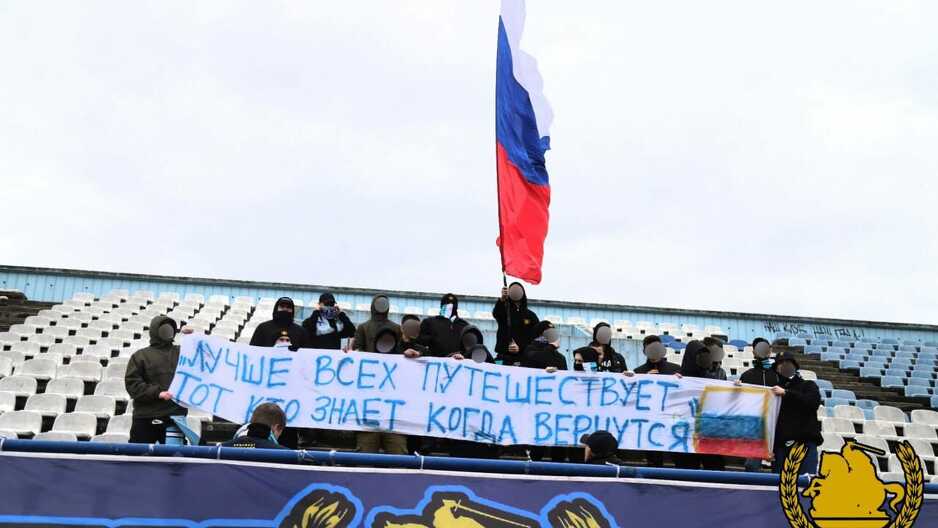 „ЛУЧШЕ ВСЕХ ПУТЕШЕСТВУЕТ
ТОТ КТО ЗНАЕТ КОГДА ВЕРНУТСЯ"